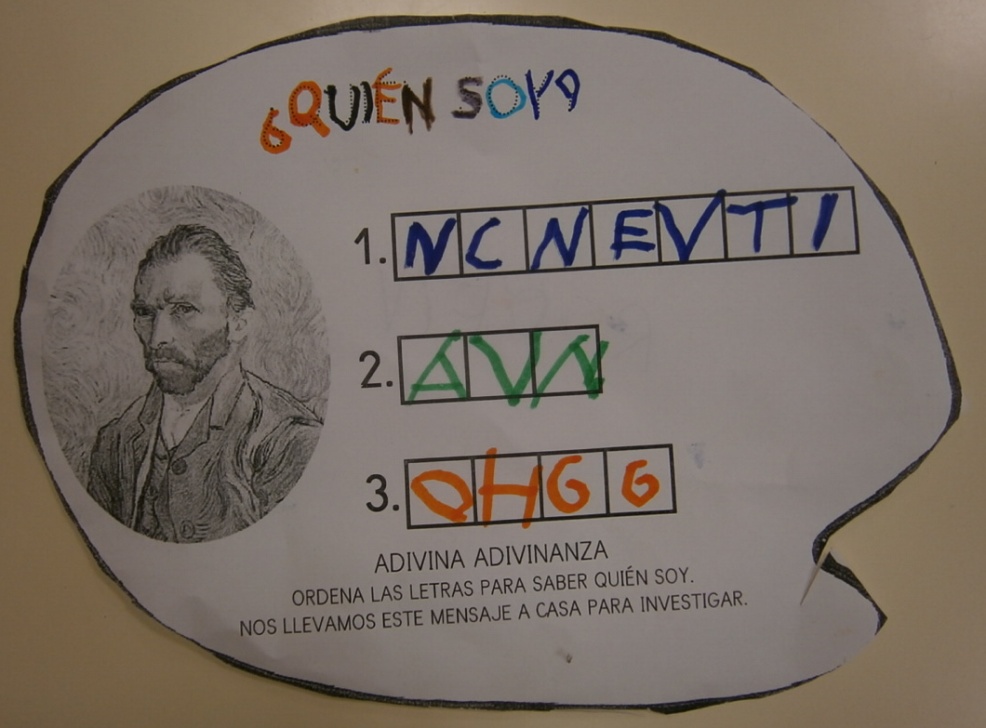 ¿QUIÉN SOY?
1. NCNEVTI
2. AVN
3. OHGG
ADIVINA ADIVINANZA
ORDENA LAS LETRAS PARA SABER QUIÉN SOY.
NOS LLEVAMOS ESTE MENSAJE A CASA PARA INVESTIGAR.